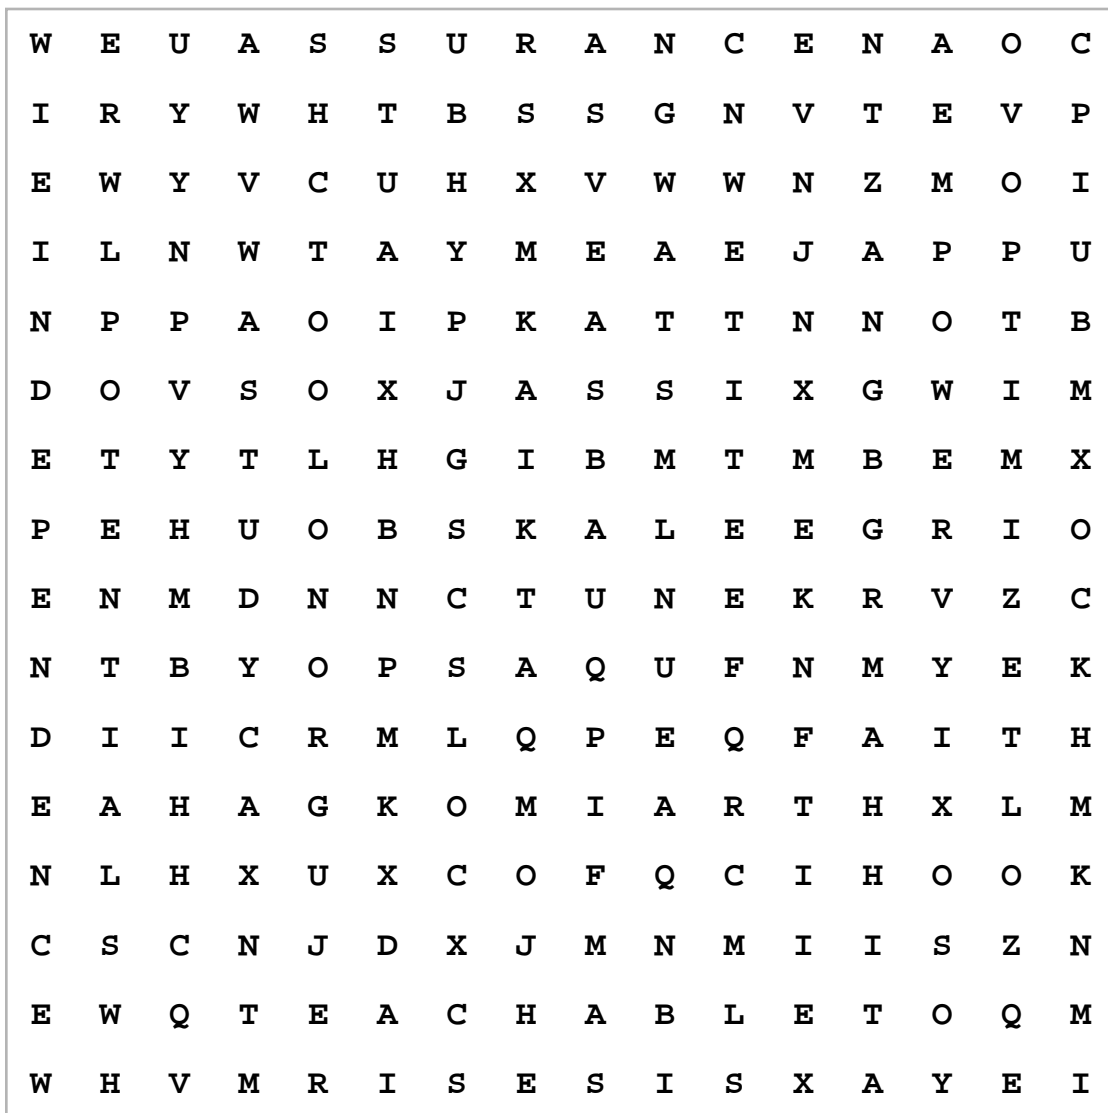 W E U A S S U R A N C E N A O C
I R Y W H T B S S G N V T E V P
E W Y V C U H X V W W N Z M O I
I L N W T A Y M E A E J A P P U
N P P A O I P K A T T N N O T B
D O V S O X J A S S I X G W I M
E T Y T L H G I B M T M B E M X
P E H U O B S K A L E E G R I O
E N M D N N C T U N E K R V Z C
N T B Y O P S A Q U F N M Y E K
D I I C R M L Q P E Q F A I T H
E A H A G K O M I A R T H X L M
N L H X U X C O F Q C I H O O K
C S C N J D X J M N M I I S Z N
E W Q T E A C H A B L E T O Q M
W H V M R I S E S I S X A Y E I